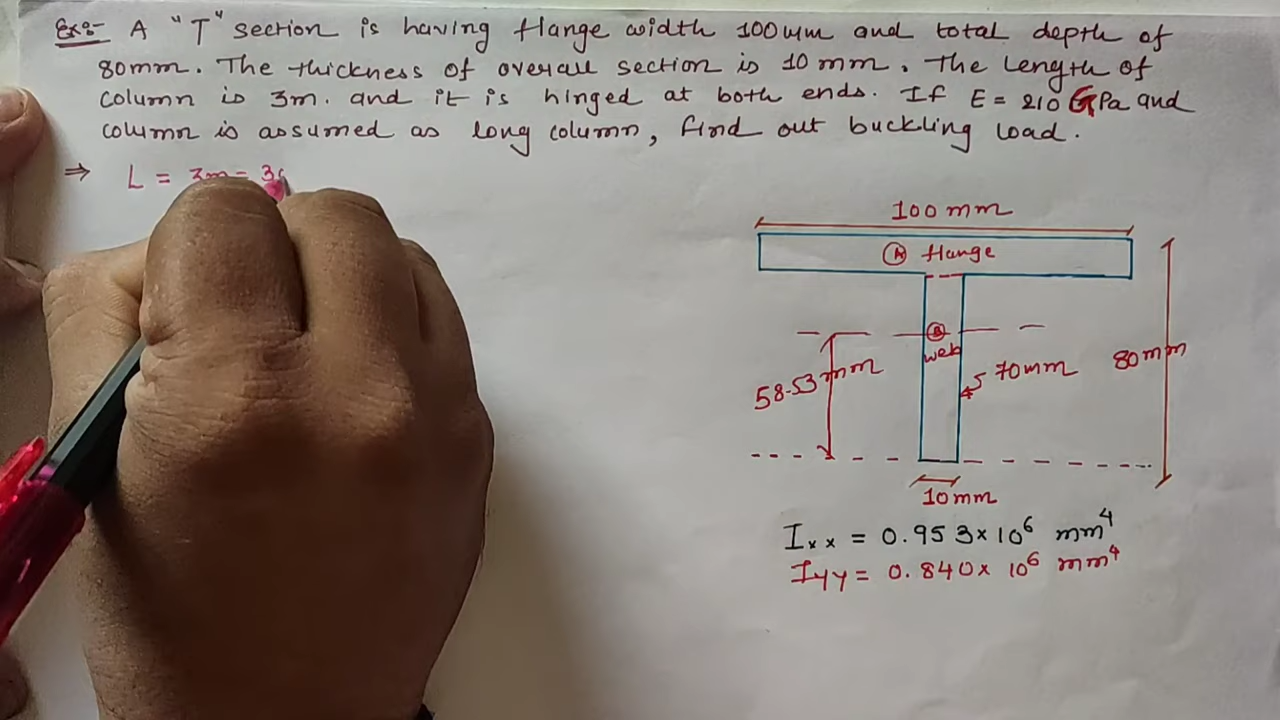 Ex:- A "T" section is having flange width 100mm and total depth of
80mm. The thickness of overall section is 10mm. The length of
column is 3m. and it is hinged at both ends. If E = 210 GPa and
column is assumed as long column, find out buckling load.
⇒ L = 3m = 30
100 mm
A flange
B
web
58.53 mm
70mm
80mm
10mm
Ixx = 0.953×10⁶ mm⁴
Iyy = 0.840× 10⁶ mm⁴